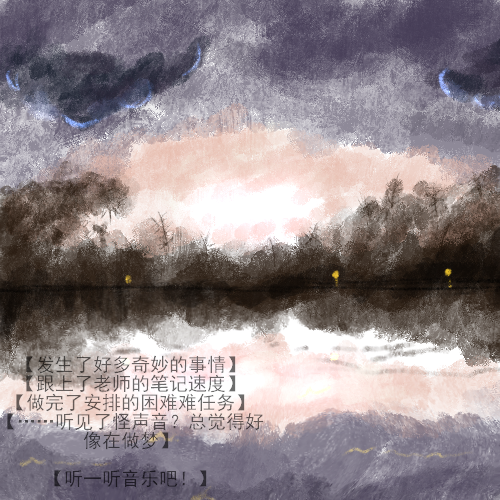 【发生了好多奇妙的事情】
【跟上了老师的笔记速度】
【做完了安排的困难难任务】
【……听见了怪声音？总觉得好
像在做梦】
【听一听音乐吧！】